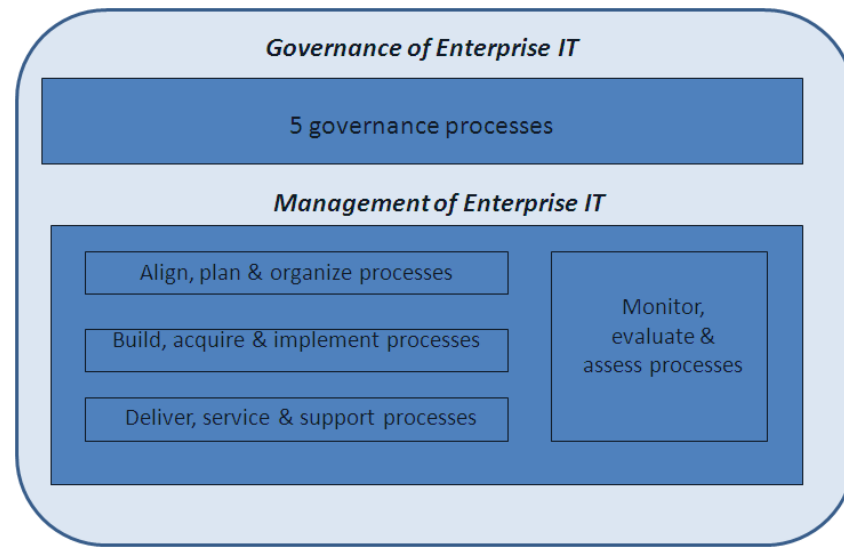 Governance of Enterprise IT
5 governance processes
Management of Enterprise IT
Align, plan & organize processes
Build, acquire & implement processes
Deliver, service & support processes
Monitor,
evaluate &
assess processes